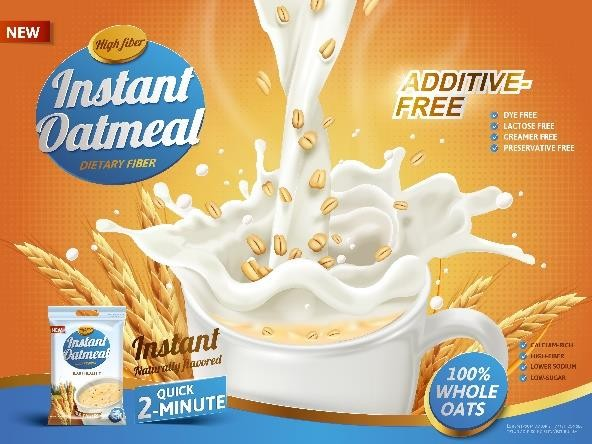 NEW
High fiber
Instant
Oatmeal
DIETARY FIBER
ADDITIVE-
FREE
DYE FREE
LACTOSE FREE
CREAMER FREE
PRESERVATIVE FREE
Instant
Oatmeal
Instant
Naturally flavored
QUICK
2-MINUTE
100%
WHOLE
OATS
CALCIUM-RICH
HIGH-FIBER
LOWER SODIUM
LOW-SUGAR